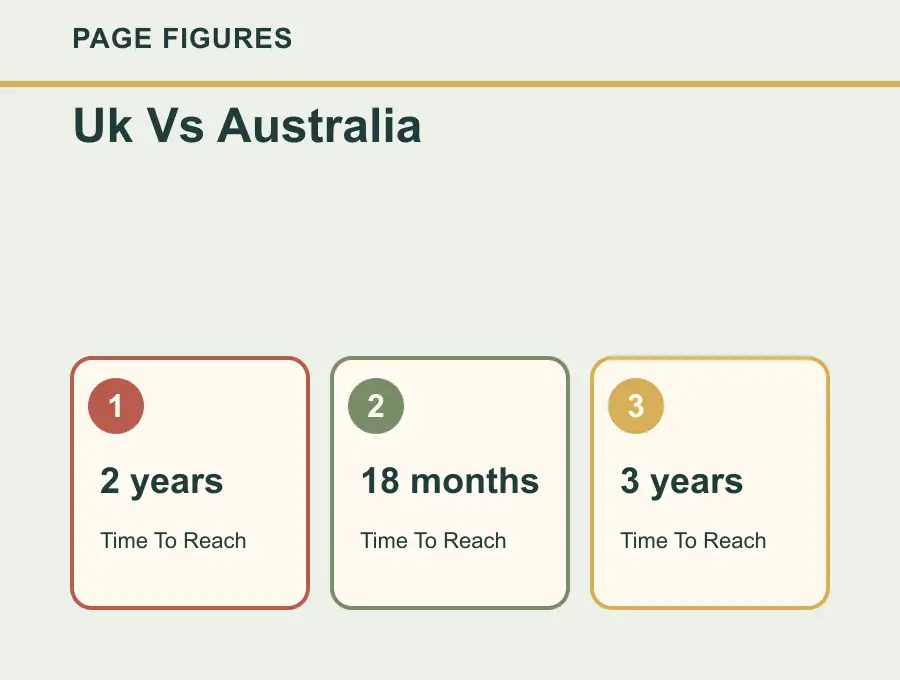 PAGE FIGURES
Uk Vs Australia
1
2 years
Time To Reach
2
18 months
Time To Reach
3
3 years
Time To Reach